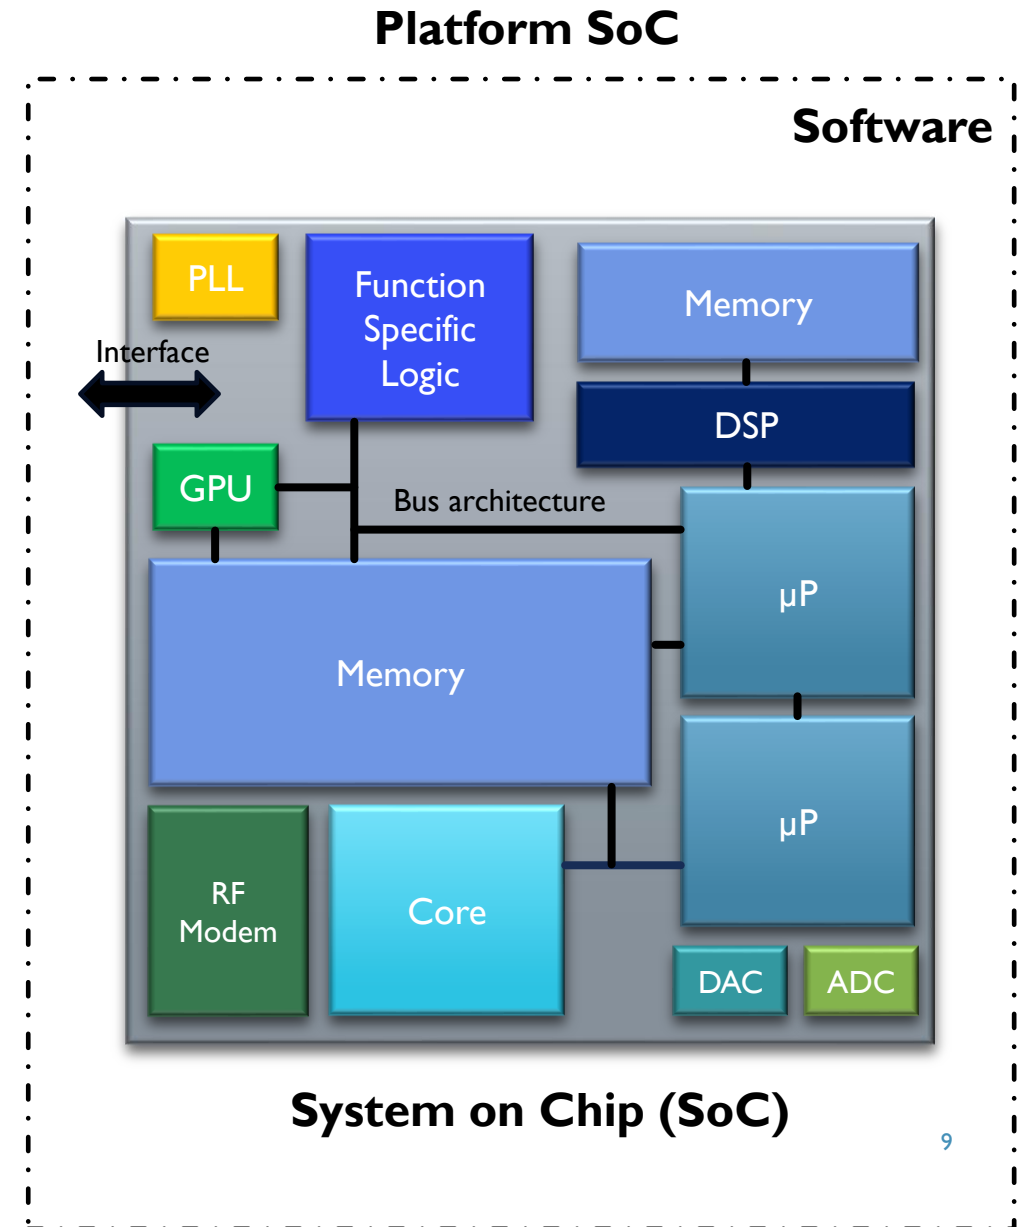 Platform SoC
Software
PLL
Function
Specific
Logic
Memory
Interface
DSP
GPU
Bus architecture
µP
Memory
µP
RF
Modem
Core
DAC
ADC
System on Chip (SoC)
9